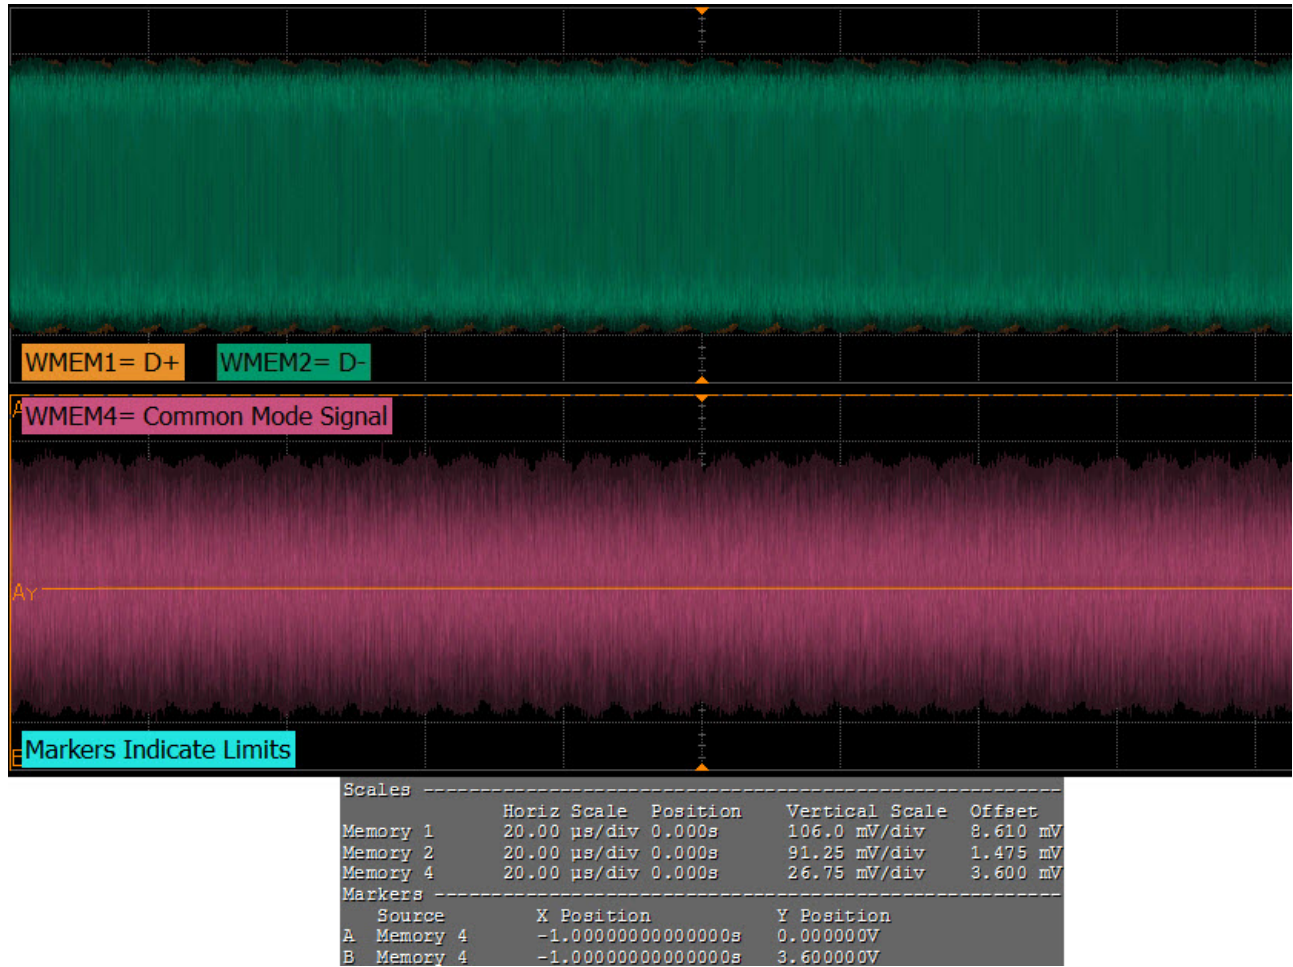 WMEM1= D+ WMEM2= D-
A
WMEM4= Common Mode Signal
AY
Markers Indicate Limits
Scales ------------------------------------------------------------
Horiz Scale Position Vertical Scale Offset
Memory 1 20.00 µs/div 0.000s 106.0 mV/div 8.610 mV
Memory 2 20.00 µs/div 0.000s 91.25 mV/div 1.475 mV
Memory 4 20.00 µs/div 0.000s 26.75 mV/div 3.600 mV
Markers -----------------------------------------------------------
Source X Position Y Position
A Memory 4 -1.00000000000000s 0.000000V
B Memory 4 -1.00000000000000s 3.600000V